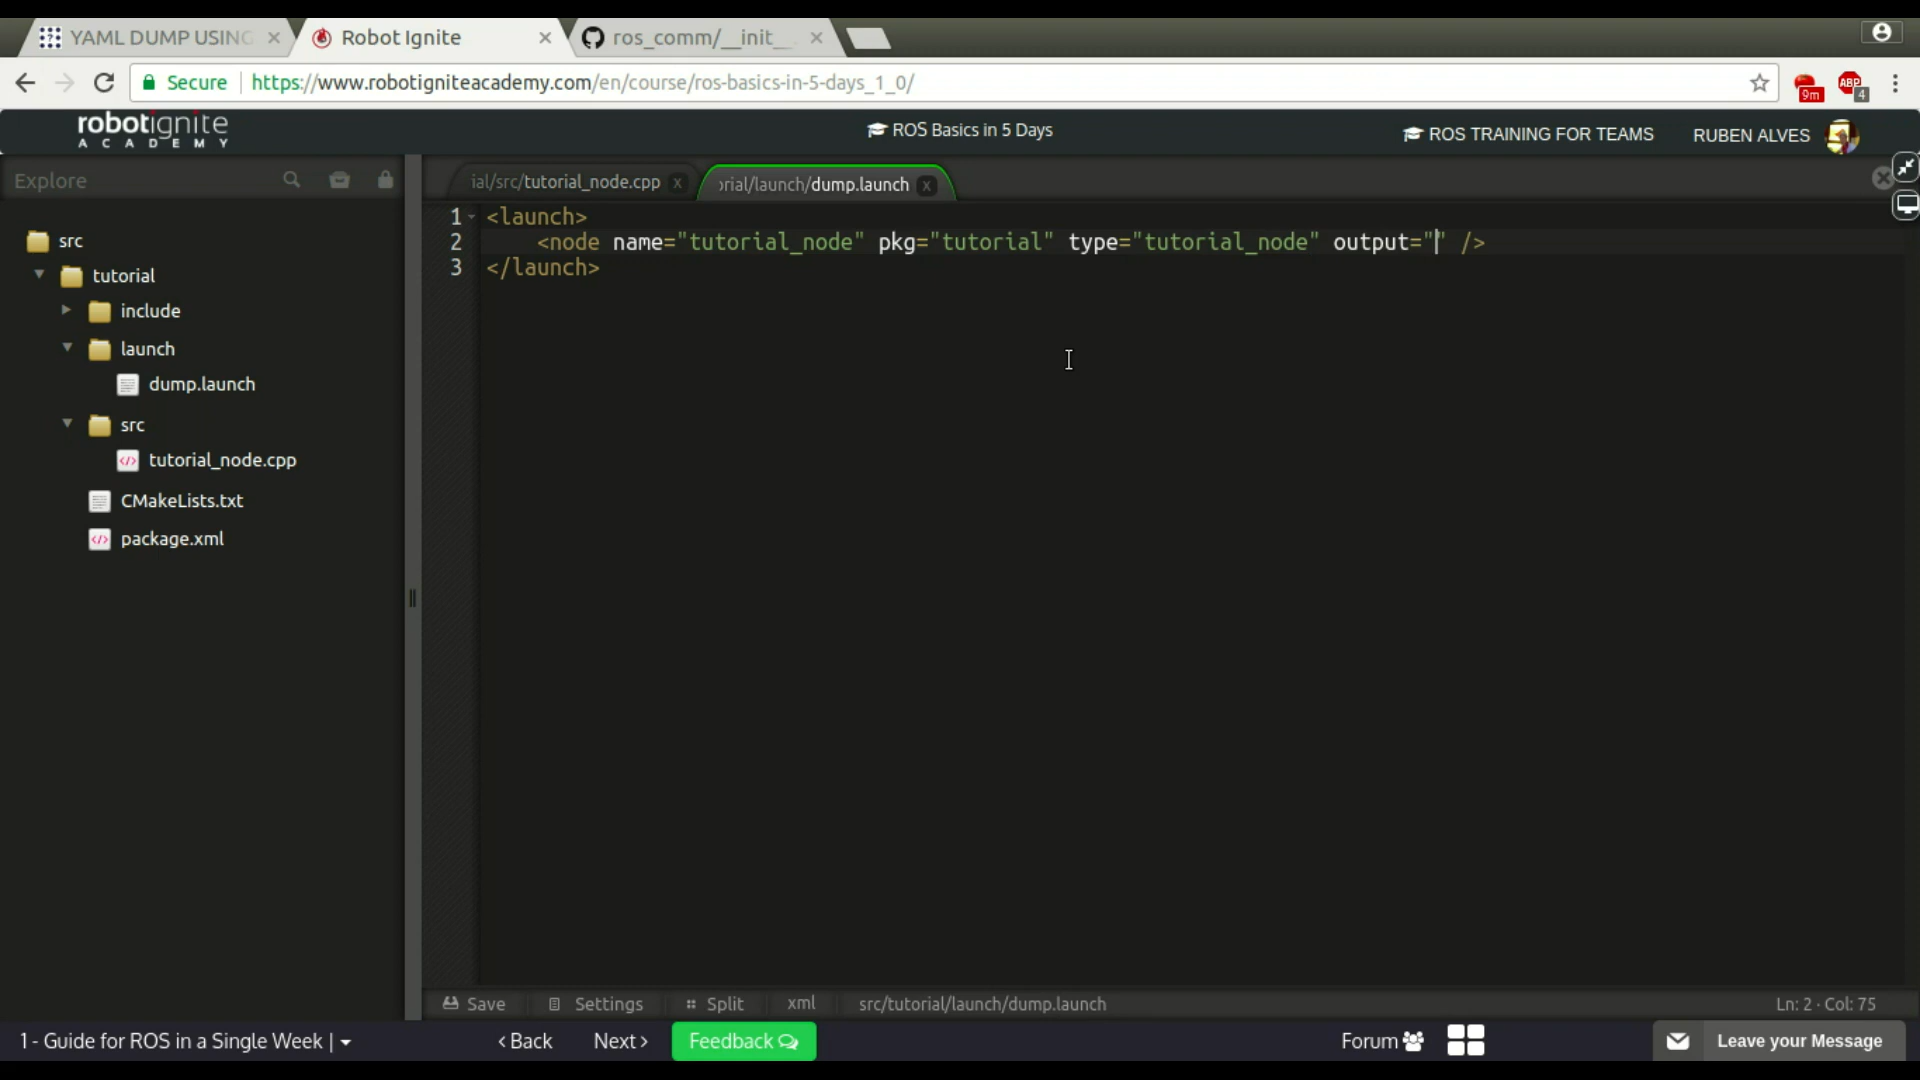 YAML DUMP USING
Robot Ignite
ros_comm/__init__
Secure
https://www.robotigniteacademy.com/en/course/ros-basics-in-5-days_1_0/
9m
ABP
4
robotignite
ACADEMY
ROS Basics in 5 Days
ROS TRAINING FOR TEAMS
RUBEN ALVES
Explore
ial/src/tutorial_node.cpp x
orial/launch/dump.launch x
src
tutorial
include
launch
dump.launch
src
tutorial_node.cpp
CMakeLists.txt
package.xml
1 <launch>
2 <node name="tutorial_node" pkg="tutorial" type="tutorial_node" output="" />
3 </launch>
Save
Settings
Split
xml
src/tutorial/launch/dump.launch
Ln: 2 · Col: 75
1 - Guide for ROS in a Single Week |
‹ Back
Next ›
Feedback
Forum
Leave your Message